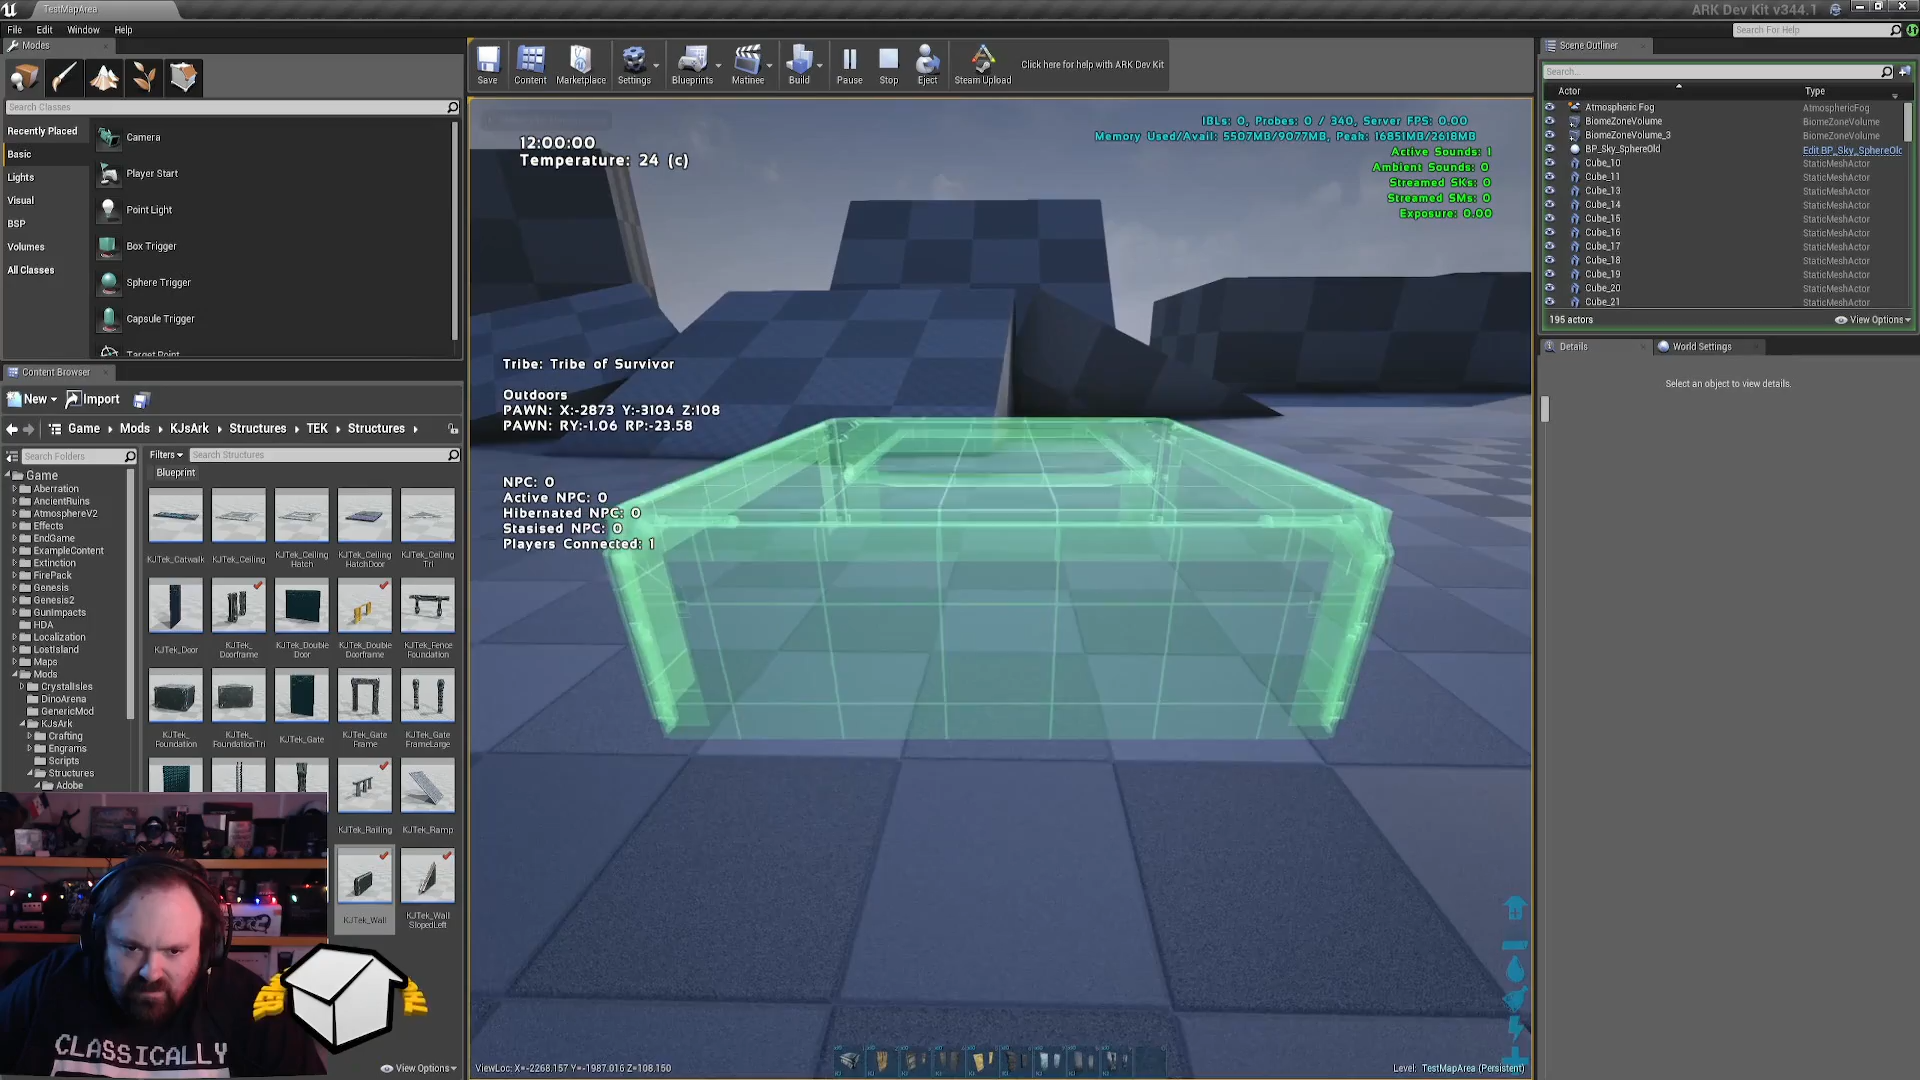 TestMapArea
ARK Dev Kit v344.1
File Edit Window Help
Search For Help
Modes
Search Classes
Recently Placed
Basic
Lights
Visual
BSP
Volumes
All Classes
Camera
Player Start
Point Light
Box Trigger
Sphere Trigger
Capsule Trigger
Target Point
Save
Content
Marketplace
Settings
Blueprints
Matinee
Build
Pause
Stop
Eject
Steam Upload
Click here for help with ARK Dev Kit
12:00:00
Temperature: 24 (c)
IBLs: 0, Probes: 0 / 340, Server FPS: 0.00
Memory Used/Avail: 5507MB/9077MB, Peak: 16851MB/2618MB
Active Sounds: 1
Ambient Sounds: 0
Streamed SKs: 0
Streamed SMs: 0
Exposure: 0.00
Tribe: Tribe of Survivor
Outdoors
PAWN: X:-2873 Y:-3104 Z:108
PAWN: RY:-1.06 RP:-23.58
NPC: 0
Active NPC: 0
Hibernated NPC: 0
Stasised NPC: 0
Players Connected: 1
ViewLoc: X=-2268.157 Y=-1987.016 Z=108.150
Level: TestMapArea (Persistent)
Scene Outliner
Search...
Actor Type
Atmospheric Fog AtmosphericFog
BiomeZoneVolume BiomeZoneVolume
BiomeZoneVolume_3 BiomeZoneVolume
BP_Sky_SphereOld Edit BP_Sky_SphereOld
Cube_10 StaticMeshActor
Cube_11 StaticMeshActor
Cube_13 StaticMeshActor
Cube_14 StaticMeshActor
Cube_15 StaticMeshActor
Cube_16 StaticMeshActor
Cube_17 StaticMeshActor
Cube_18 StaticMeshActor
Cube_19 StaticMeshActor
Cube_20 StaticMeshActor
Cube_21 StaticMeshActor
195 actors
View Options
Details
World Settings
Select an object to view details.
Content Browser
New Import
Game Mods KJsArk Structures TEK Structures
Search Folders
Filters
Search Structures
Blueprint
Game
Aberration
AncientRuins
AtmosphereV2
Effects
EndGame
ExampleContent
Extinction
FirePack
Genesis
Genesis2
GunImpacts
HDA
Localization
LostIsland
Maps
Mods
CrystalIsles
DinoArena
GenericMod
KJsArk
Crafting
Engrams
Scripts
Structures
Adobe
KJTek_Catwalk
KJTek_Ceiling
KJTek_Ceiling Hatch
KJTek_Ceiling HatchDoor
KJTek_Ceiling Tri
KJTek_Door
KJTek_ Doorframe
KJTek_Double Door
KJTek_Double Doorframe
KJTek_Fence Foundation
KJTek_ Foundation
KJTek_ FoundationTri
KJTek_Gate
KJTek_Gate Frame
KJTek_Gate FrameLarge
KJTek_Railing
KJTek_Ramp
KJTek_Wall
KJTek_Wall SlopedLeft
View Options
CLASSICALLY